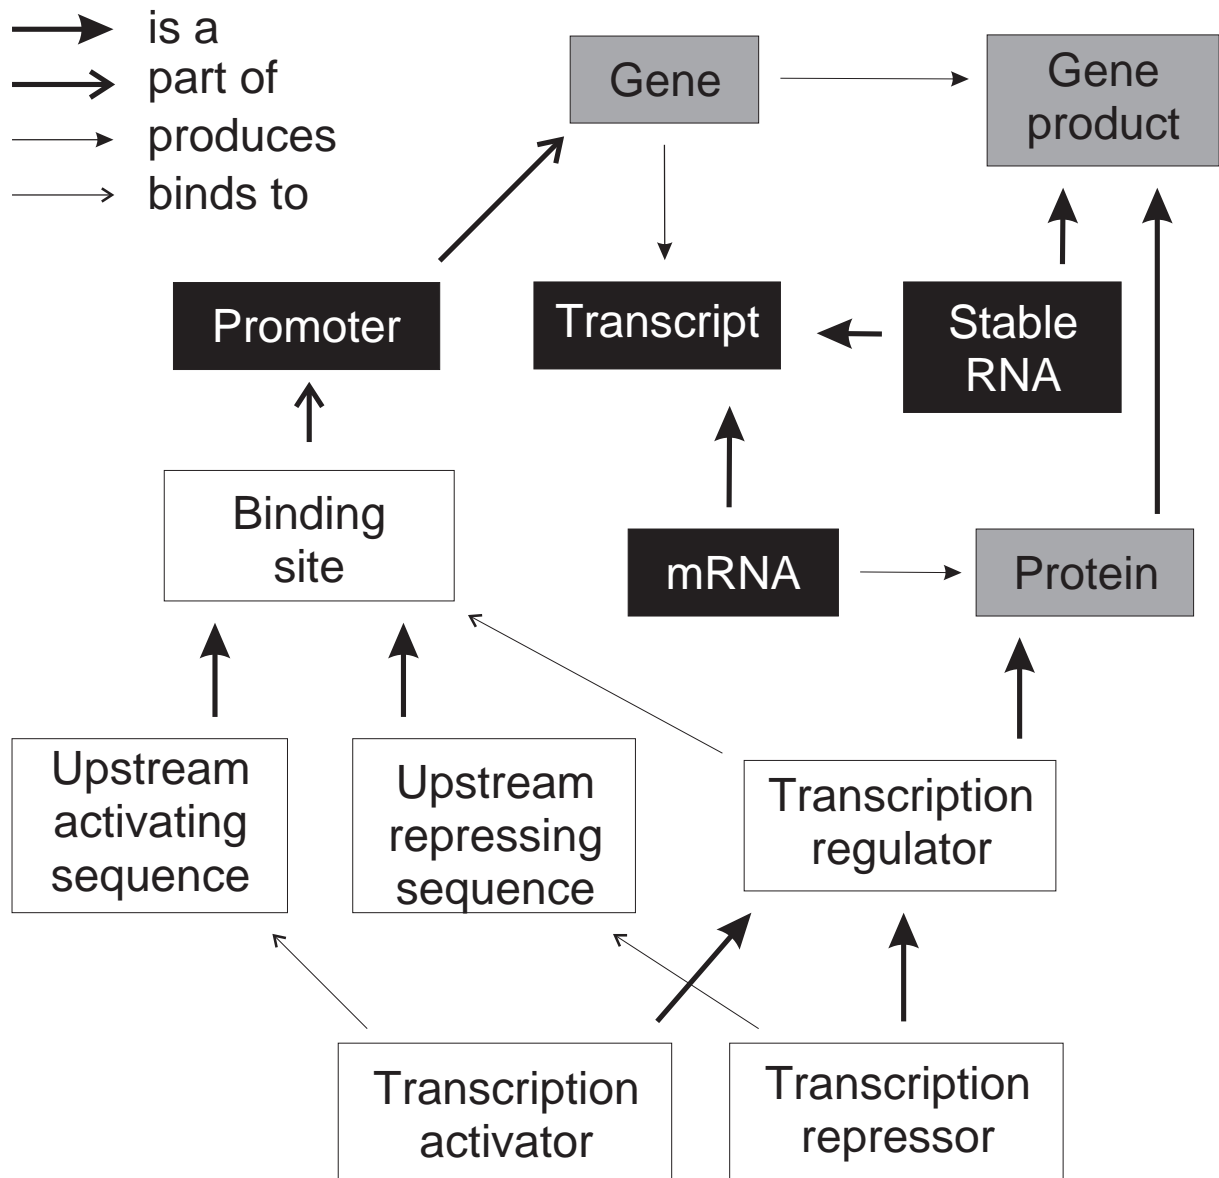 is a
part of
produces
binds to
Gene
Gene
product
Promoter
Transcript
Stable
RNA
Binding
site
mRNA
Protein
Upstream
activating
sequence
Upstream
repressing
sequence
Transcription
regulator
Transcription
activator
Transcription
repressor